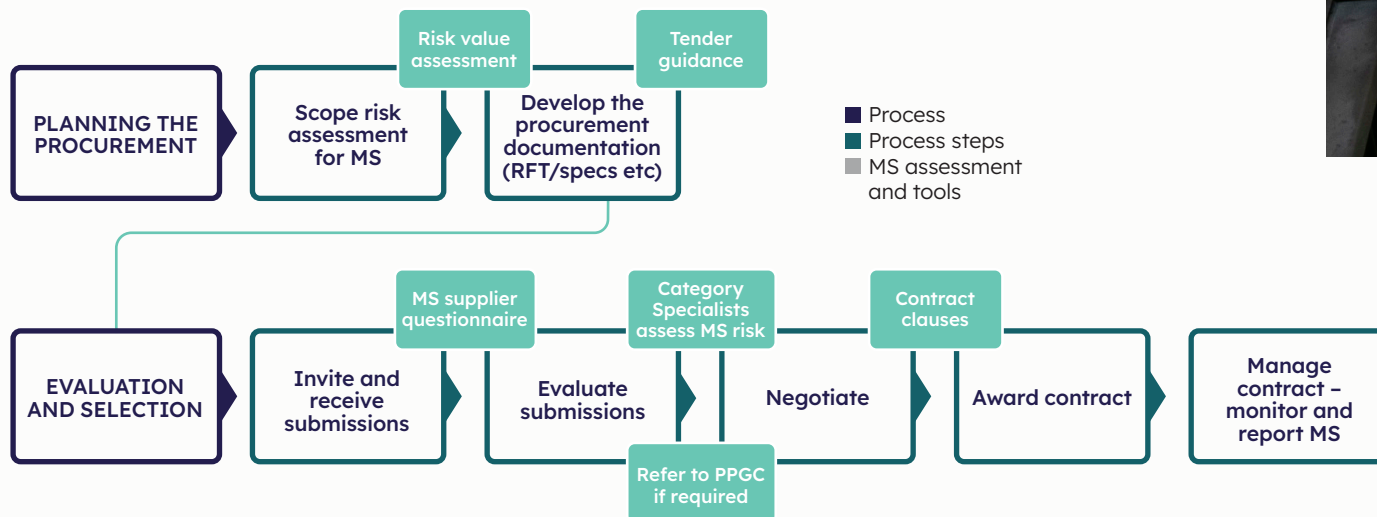 Risk value
assessment
Tender
guidance
PLANNING THE
PROCUREMENT
Scope risk
assessment
for MS
Develop the
procurement
documentation
(RFT/specs etc)
Process
Process steps
MS assessment
and tools
MS supplier
questionnaire
Category
Specialists
assess MS risk
Contract
clauses
EVALUATION
AND SELECTION
Invite and
receive
submissions
Evaluate
submissions
Negotiate
Award contract
Manage
contract –
monitor and
report MS
Refer to PPGC
if required